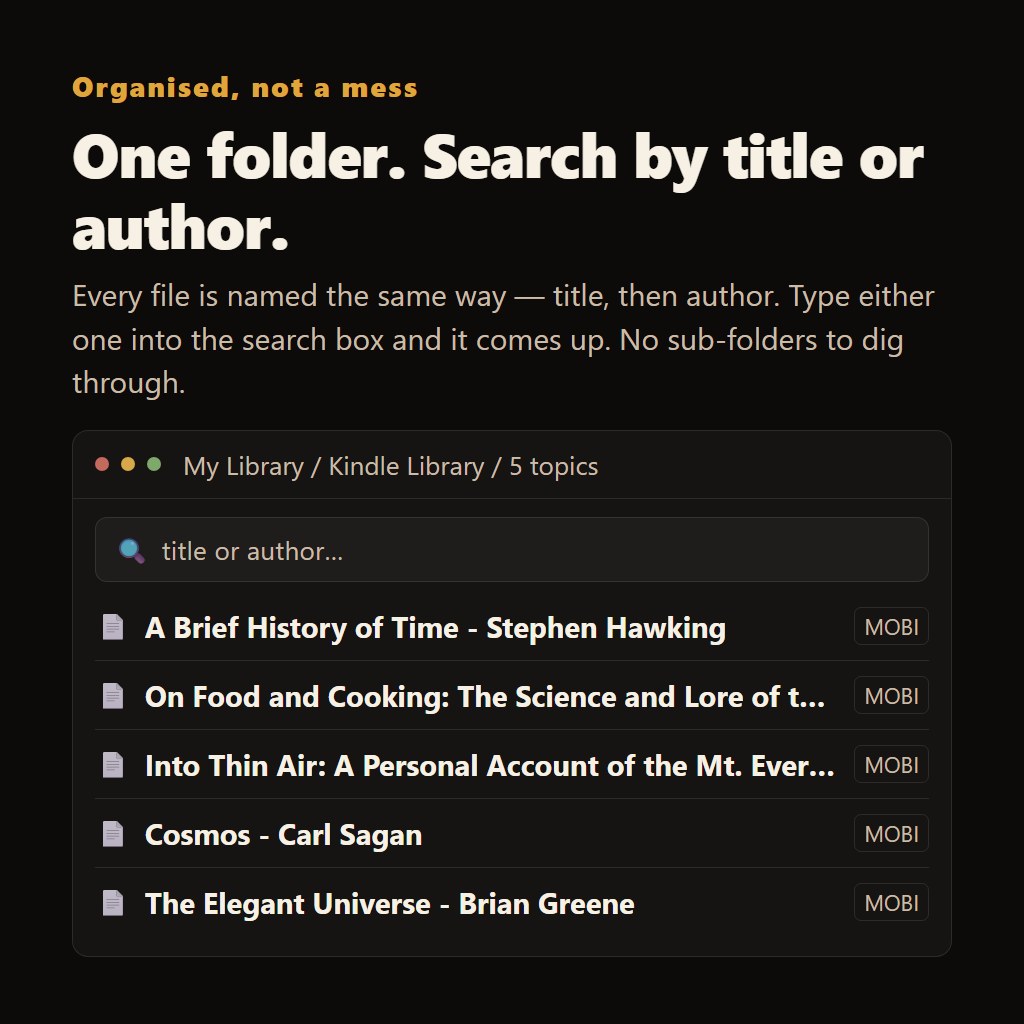 Organised, not a mess
One folder. Search by title or
author.
Every file is named the same way — title, then author. Type either
one into the search box and it comes up. No sub-folders to dig
through.
My Library / Kindle Library / 5 topics
title or author...
A Brief History of Time - Stephen Hawking
MOBI
On Food and Cooking: The Science and Lore of t...
MOBI
Into Thin Air: A Personal Account of the Mt. Ever...
MOBI
Cosmos - Carl Sagan
MOBI
The Elegant Universe - Brian Greene
MOBI